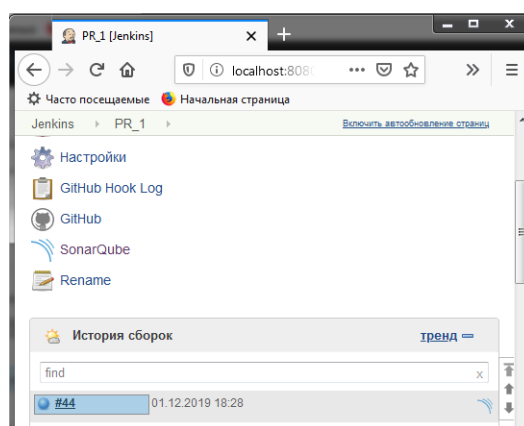 PR_1 [Jenkins]
localhost:8080
Часто посещаемые Начальная страница
Jenkins PR_1 Включить автообновление страниц
Настройки
GitHub Hook Log
GitHub
SonarQube
Rename
История сборок тренд
find x
#44 01.12.2019 18:28